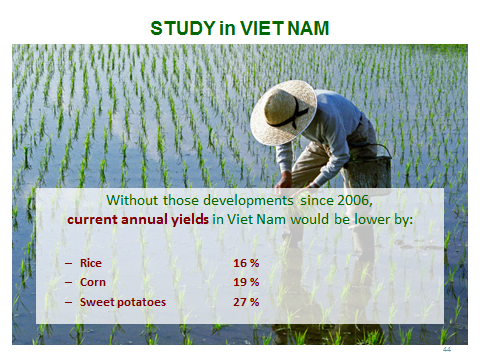 STUDY in VIET NAM
Without those developments since 2006,
current annual yields in Viet Nam would be lower by:
– Rice 16 %
– Corn 19 %
– Sweet potatoes 27 %
44